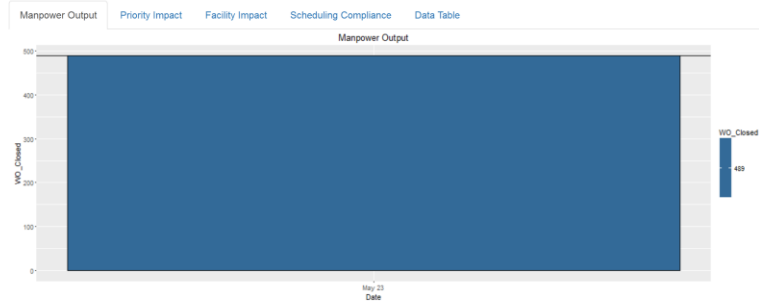 Manpower Output Priority Impact Facility Impact Scheduling Compliance Data Table
Manpower Output
500
400
300
200
100
0
WO_Closed
May 23
Date
WO_Closed
489